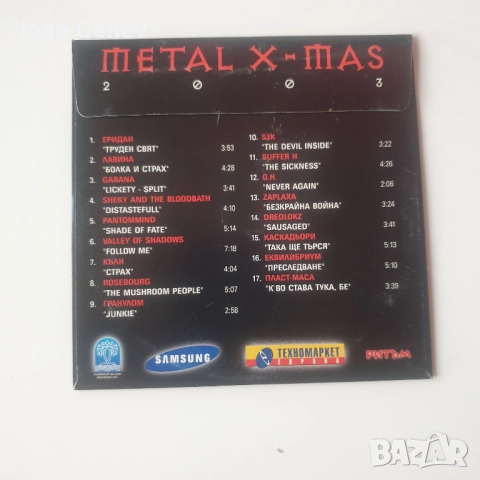 Ioan Genev
METAL X-MAS
2003
1. ЕРИДАН
"ТРУДЕН СВЯТ" 3:53
2. ЛАВИНА
"БОЛКА И СТРАХ" 4:28
3. GABANA
"LICKETY - SPLIT" 3:41
4. SHEKY AND THE BLOODBATH
"DISTASTEFULL" 4:10
5. PANTOMMIND
"SHADE OF FATE" 5:14
6. VALLEY OF SHADOWS
"FOLLOW ME" 7:18
7. КЪЛН
"СТРАХ" 4:04
8. ROSEBOURG
"THE MUSHROOM PEOPLE" 5:07
9. ГРАНУЛОМ
"JUNKIE" 2:58
10. SJK
"THE DEVIL INSIDE" 3:22
11. SUFFER H
"THE SICKNESS" 4:26
12. O.H.
"NEVER AGAIN" 2:06
13. ZAPLAXA
"БЕЗКРАЙНА ВОЙНА" 3:24
14. DREDLOKZ
"SAUSAGED" 3:41
15. КАСКАДЬОРИ
"ТАКА ЩЕ ТЪРСЯ" 5:13
16. ЕКВИЛИБРИУМ
"ПРЕСЛЕДВАНЕ" 5:10
17. ПЛАСТ-МАСА
"К'ВО СТАВА ТУКА, БЕ" 3:39
SAMSUNG
ТЕХНОМАРКЕТ
ЕВРОПА
РИТЪМ
BAZAR
bazar.bg